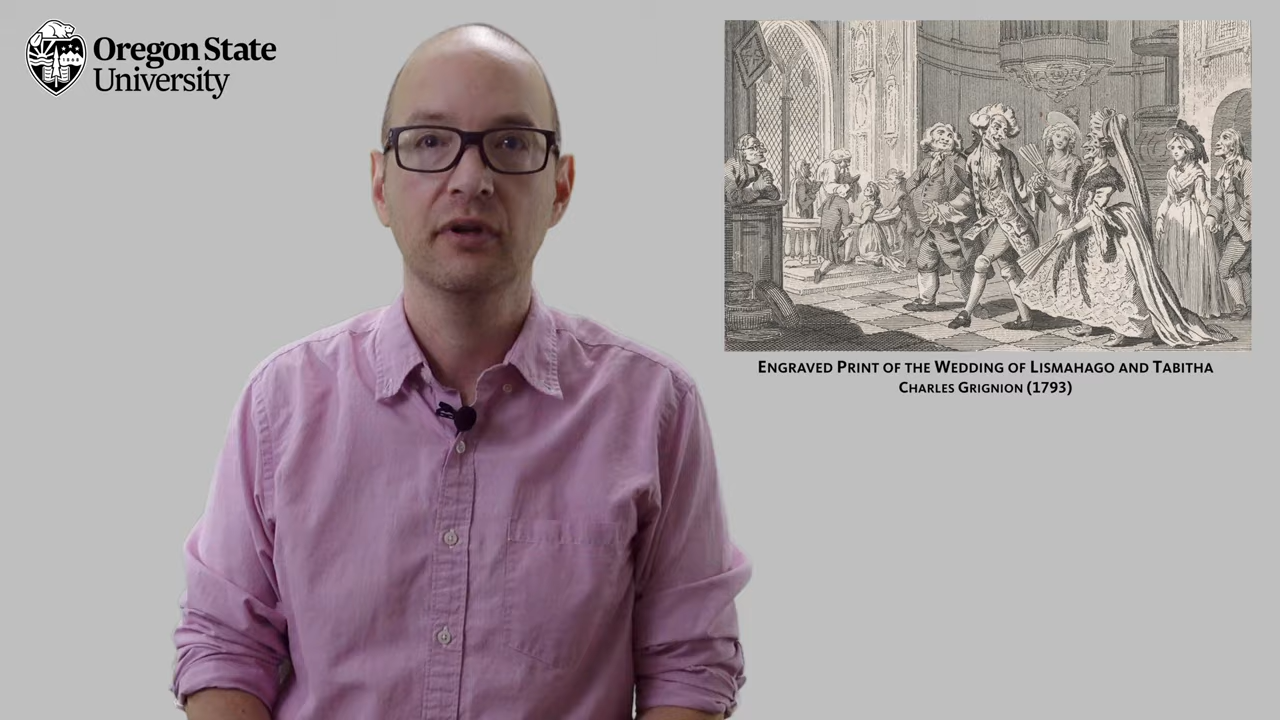 Oregon State
University
Engraved Print of the Wedding of Lismahago and Tabitha
Charles Grignion (1793)